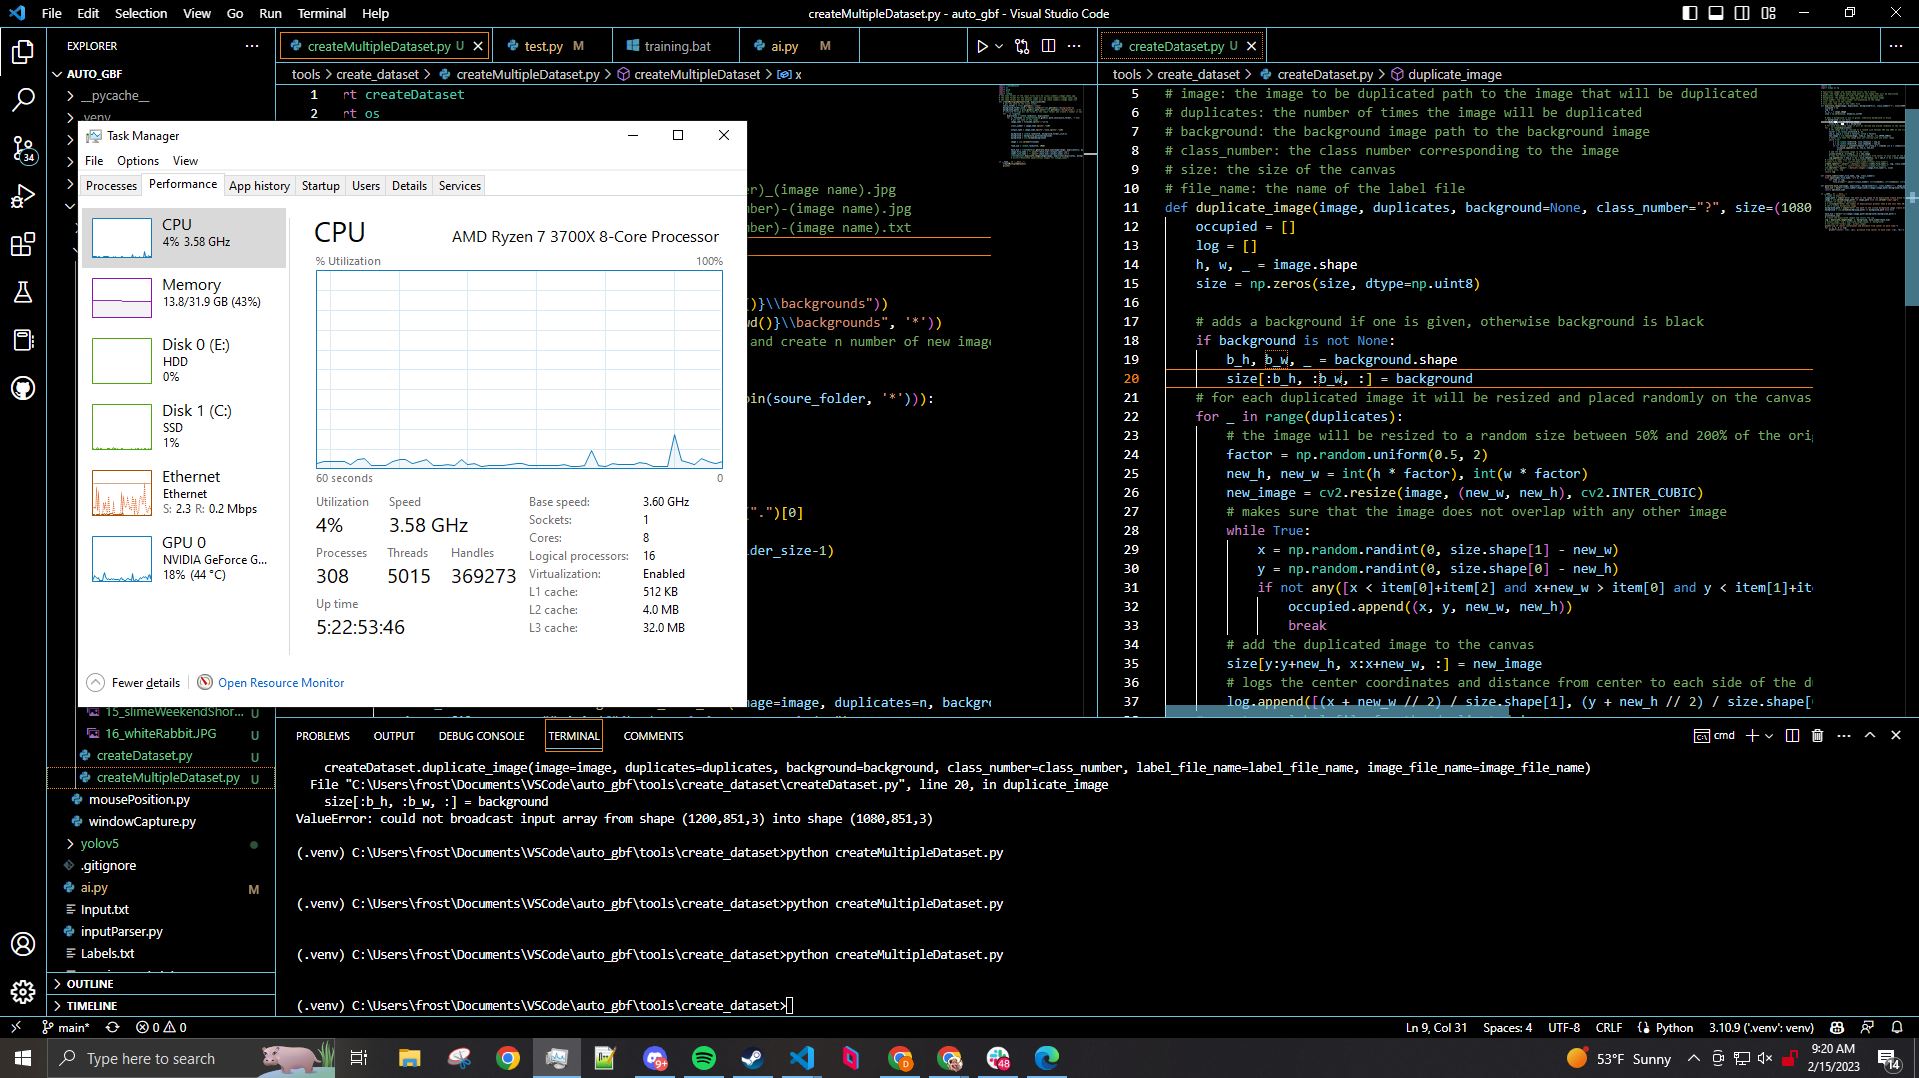 File Edit Selection View Go Run Terminal Help
createMultipleDataset.py - auto_gbf - Visual Studio Code
EXPLORER
AUTO_GBF
__pycache__
.venv
34
createMultipleDataset.py U
test.py M
training.bat
ai.py M
tools > create_dataset > createMultipleDataset.py > createMultipleDataset > x
1 rt createDataset
2 rt os
er)_(image name).jpg
mber)-(image name).jpg
mber)-(image name).txt
()}\\backgrounds"))
wd()}\\backgrounds", '*'))
and create n number of new image
oin(soure_folder, '*'))):
(".")[0]
lder_size-1)
(image=image, duplicates=n, backgro
Task Manager
File Options View
Processes Performance App history Startup Users Details Services
CPU
4% 3.58 GHz
Memory
13.8/31.9 GB (43%)
Disk 0 (E:)
HDD
0%
Disk 1 (C:)
SSD
1%
Ethernet
Ethernet
S: 2.3 R: 0.2 Mbps
GPU 0
NVIDIA GeForce G...
18% (44 °C)
CPU
AMD Ryzen 7 3700X 8-Core Processor
% Utilization 100%
60 seconds 0
Utilization Speed
4% 3.58 GHz
Processes Threads Handles
308 5015 369273
Up time
5:22:53:46
Base speed: 3.60 GHz
Sockets: 1
Cores: 8
Logical processors: 16
Virtualization: Enabled
L1 cache: 512 KB
L2 cache: 4.0 MB
L3 cache: 32.0 MB
Fewer details
Open Resource Monitor
15_slimeWeekendShor... U
16_whiteRabbit.JPG U
createDataset.py U
createMultipleDataset.py U
mousePosition.py
windowCapture.py
yolov5
.gitignore
ai.py M
Input.txt
inputParser.py
Labels.txt
OUTLINE
TIMELINE
createDataset.py U
tools > create_dataset > createDataset.py > duplicate_image
5 # image: the image to be duplicated path to the image that will be duplicated
6 # duplicates: the number of times the image will be duplicated
7 # background: the background image path to the background image
8 # class_number: the class number corresponding to the image
9 # size: the size of the canvas
10 # file_name: the name of the label file
11 def duplicate_image(image, duplicates, background=None, class_number="?", size=(1080
12 occupied = []
13 log = []
14 h, w, _ = image.shape
15 size = np.zeros(size, dtype=np.uint8)
16
17 # adds a background if one is given, otherwise background is black
18 if background is not None:
19 b_h, b_w, _ = background.shape
20 size[:b_h, :b_w, :] = background
21 # for each duplicated image it will be resized and placed randomly on the canvas
22 for _ in range(duplicates):
23 # the image will be resized to a random size between 50% and 200% of the orig
24 factor = np.random.uniform(0.5, 2)
25 new_h, new_w = int(h * factor), int(w * factor)
26 new_image = cv2.resize(image, (new_w, new_h), cv2.INTER_CUBIC)
27 # makes sure that the image does not overlap with any other image
28 while True:
29 x = np.random.randint(0, size.shape[1] - new_w)
30 y = np.random.randint(0, size.shape[0] - new_h)
31 if not any([x < item[0]+item[2] and x+new_w > item[0] and y < item[1]+it
32 occupied.append((x, y, new_w, new_h))
33 break
34 # add the duplicated image to the canvas
35 size[y:y+new_h, x:x+new_w, :] = new_image
36 # logs the center coordinates and distance from center to each side of the du
37 log.append([(x + new_w // 2) / size.shape[1], (y + new_h // 2) / size.shape[
PROBLEMS OUTPUT DEBUG CONSOLE TERMINAL COMMENTS
cmd
createDataset.duplicate_image(image=image, duplicates=duplicates, background=background, class_number=class_number, label_file_name=label_file_name, image_file_name=image_file_name)
File "C:\Users\frost\Documents\VSCode\auto_gbf\tools\create_dataset\createDataset.py", line 20, in duplicate_image
size[:b_h, :b_w, :] = background
ValueError: could not broadcast input array from shape (1200,851,3) into shape (1080,851,3)
(.venv) C:\Users\frost\Documents\VSCode\auto_gbf\tools\create_dataset>python createMultipleDataset.py
(.venv) C:\Users\frost\Documents\VSCode\auto_gbf\tools\create_dataset>python createMultipleDataset.py
(.venv) C:\Users\frost\Documents\VSCode\auto_gbf\tools\create_dataset>python createMultipleDataset.py
(.venv) C:\Users\frost\Documents\VSCode\auto_gbf\tools\create_dataset>
main* 0 0
Ln 9, Col 31 Spaces: 4 UTF-8 CRLF Python 3.10.9 ('.venv': venv)
Type here to search
9+
48
53°F Sunny
9:20 AM
2/15/2023
14